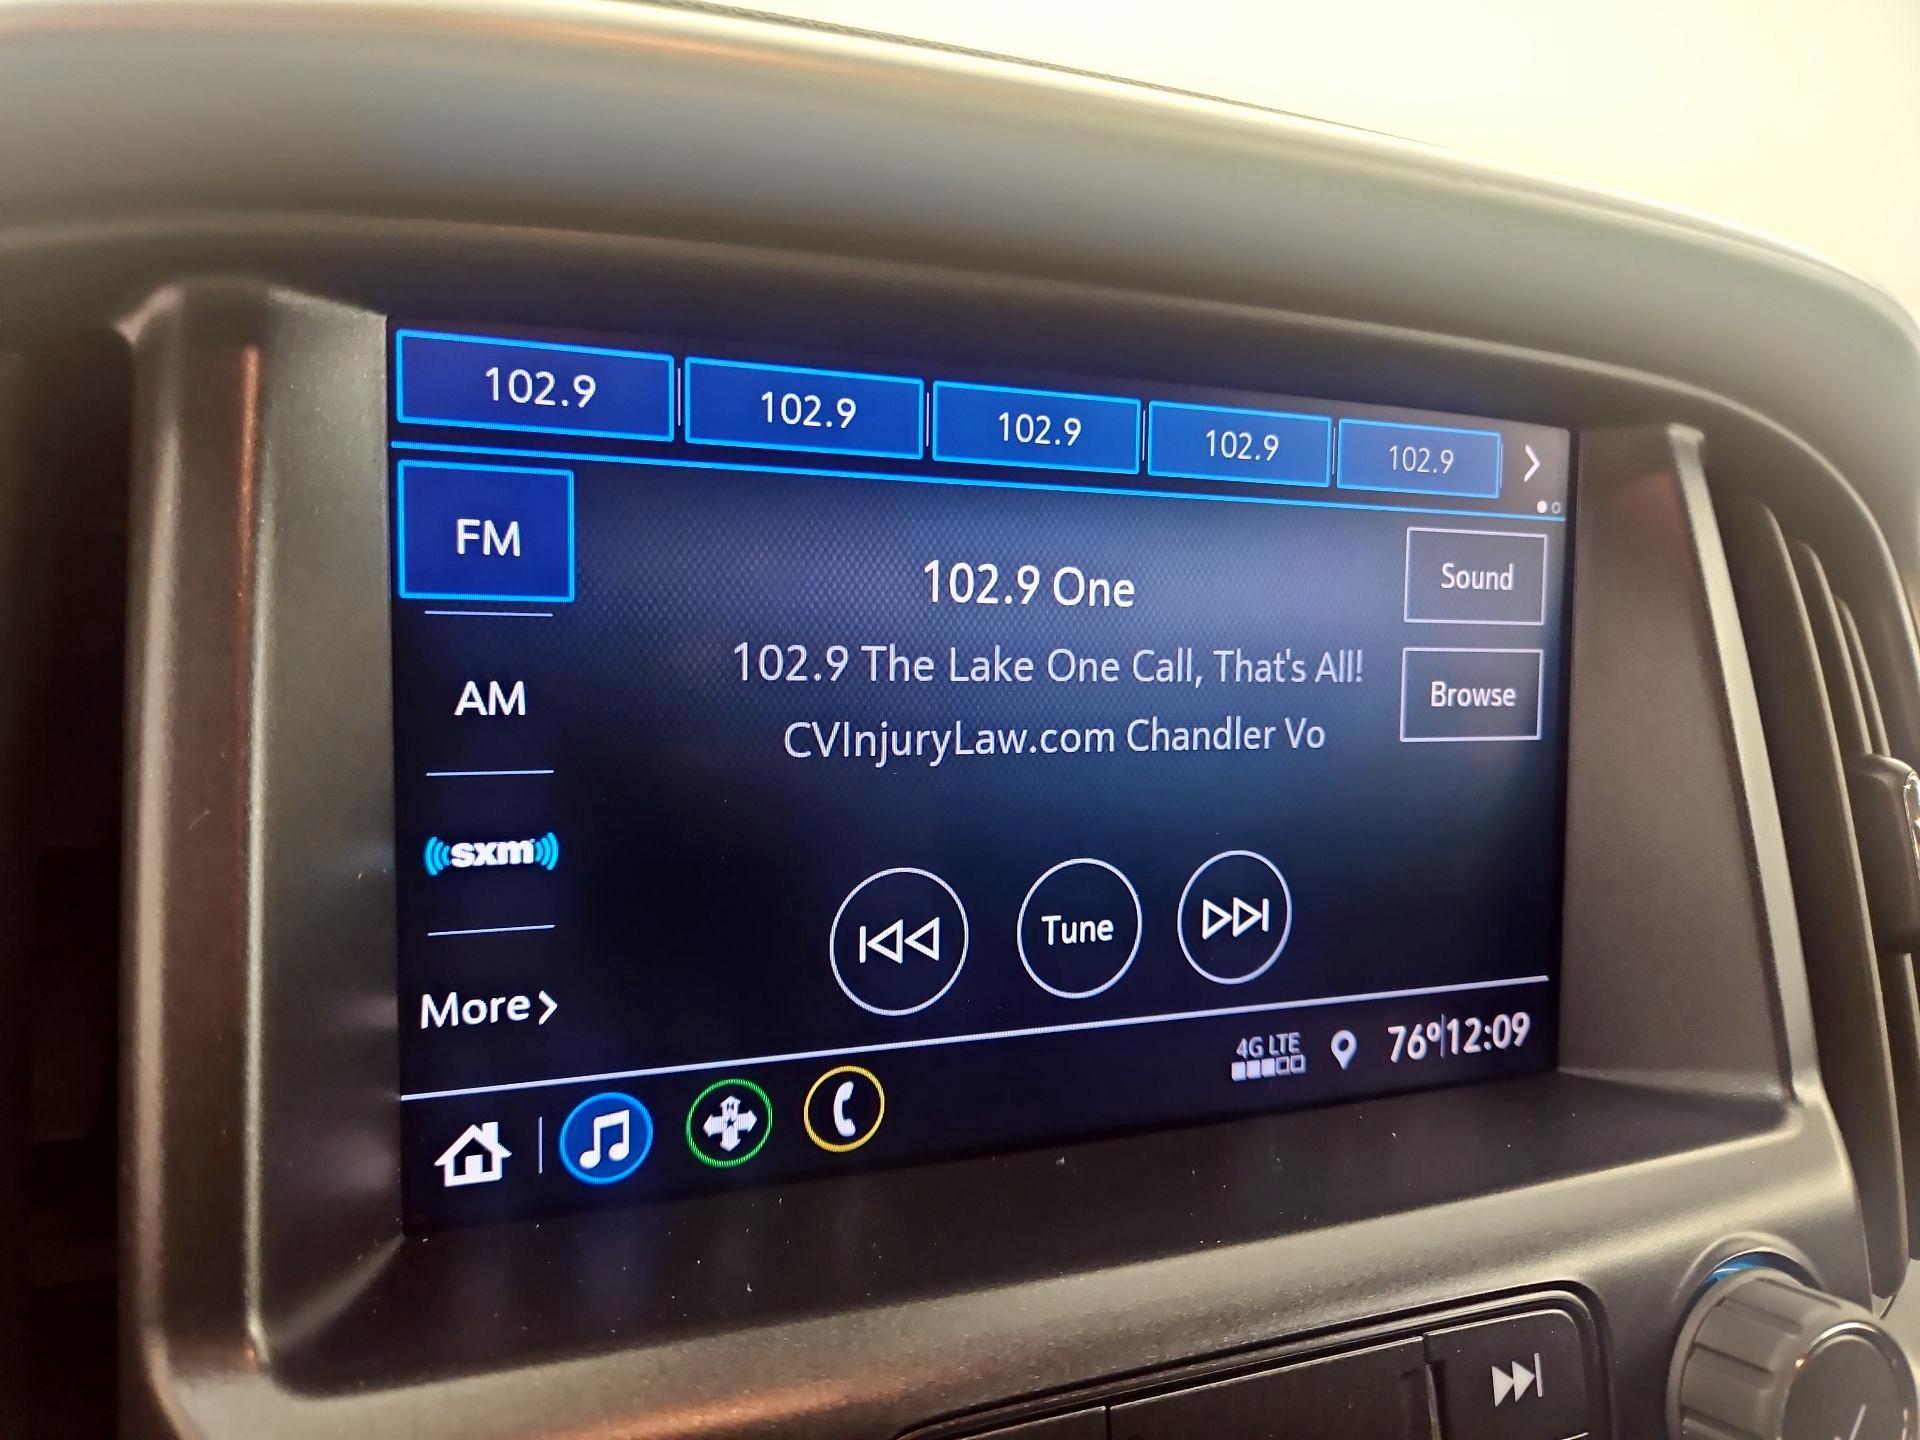 102.9 102.9 102.9 102.9 102.9
FM
102.9 One
Sound
102.9 The Lake One Call, That's All!
AM
Browse
CVInjuryLaw.com Chandler Vo
sxm
Tune
More
4G LTE 76° 12:09